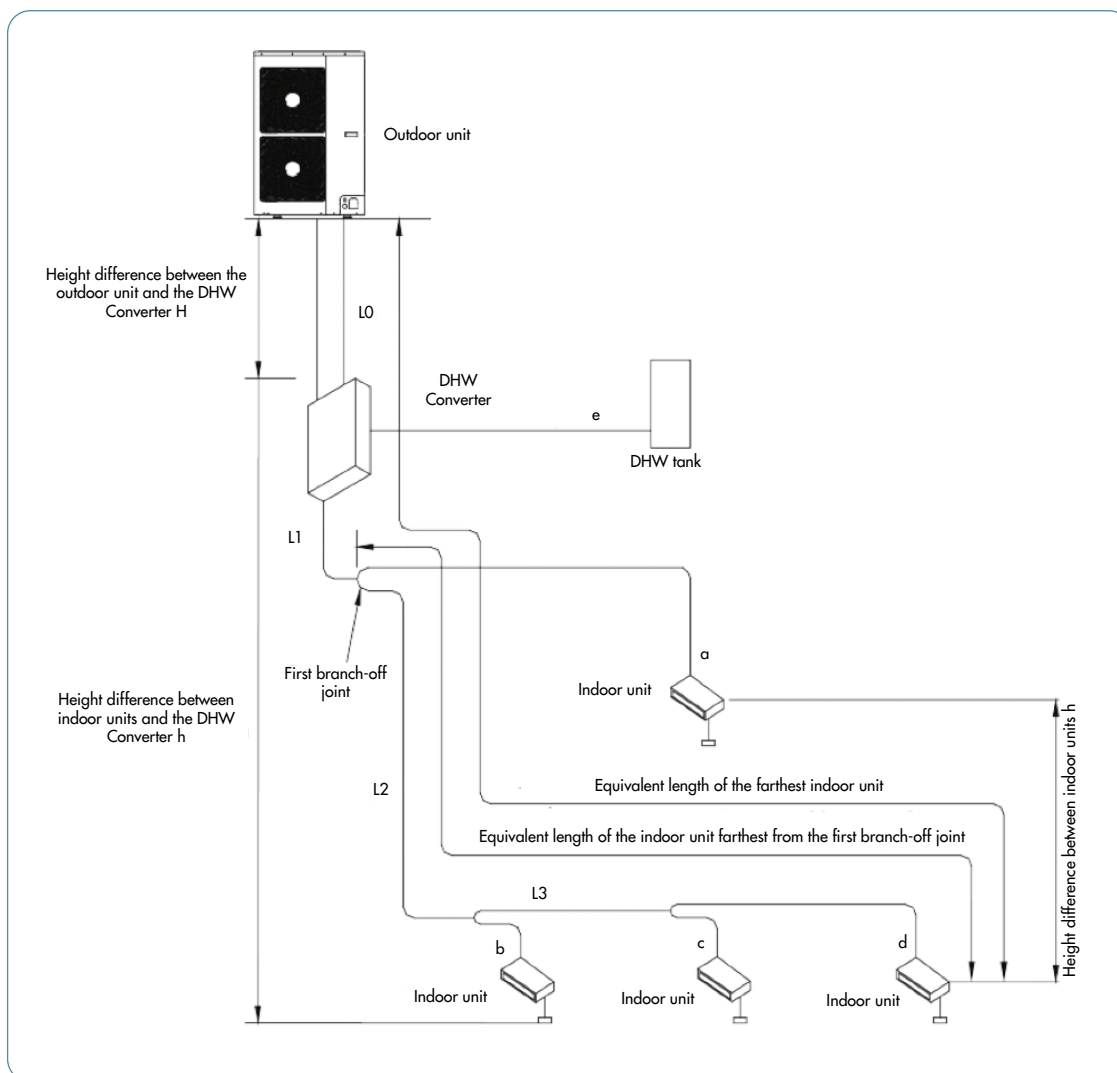 Outdoor unit
Height difference between the
outdoor unit and the DHW
Converter H
L0
DHW
Converter
e
DHW tank
L1
First branch-off
joint
a
Indoor unit
Height difference between
indoor units and the DHW
Converter h
L2
Equivalent length of the farthest indoor unit
Equivalent length of the indoor unit farthest from the first branch-off joint
Height difference between indoor units h
L3
b
c
d
Indoor unit
Indoor unit
Indoor unit